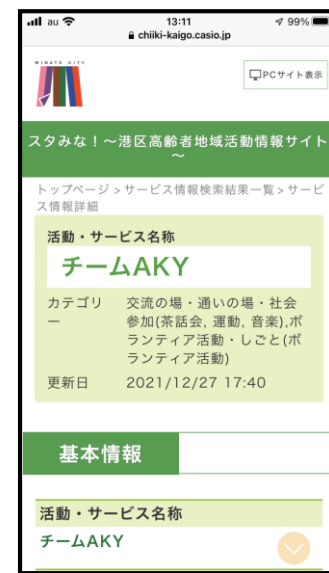 au 13:11 99%
chiiki-kaigo.casio.jp
MINATO CITY
PCサイト表示
スタみな！～港区高齢者地域活動情報サイト
～
トップページ > サービス情報検索結果一覧 > サービ
ス情報詳細
活動・サービス名称
チームAKY
カテゴリ
ー
交流の場・通いの場・社会
参加(茶話会, 運動, 音楽),ボ
ランティア活動・しごと(ボ
ランティア活動)
更新日 2021/12/27 17:40
基本情報
活動・サービス名称
チームAKY